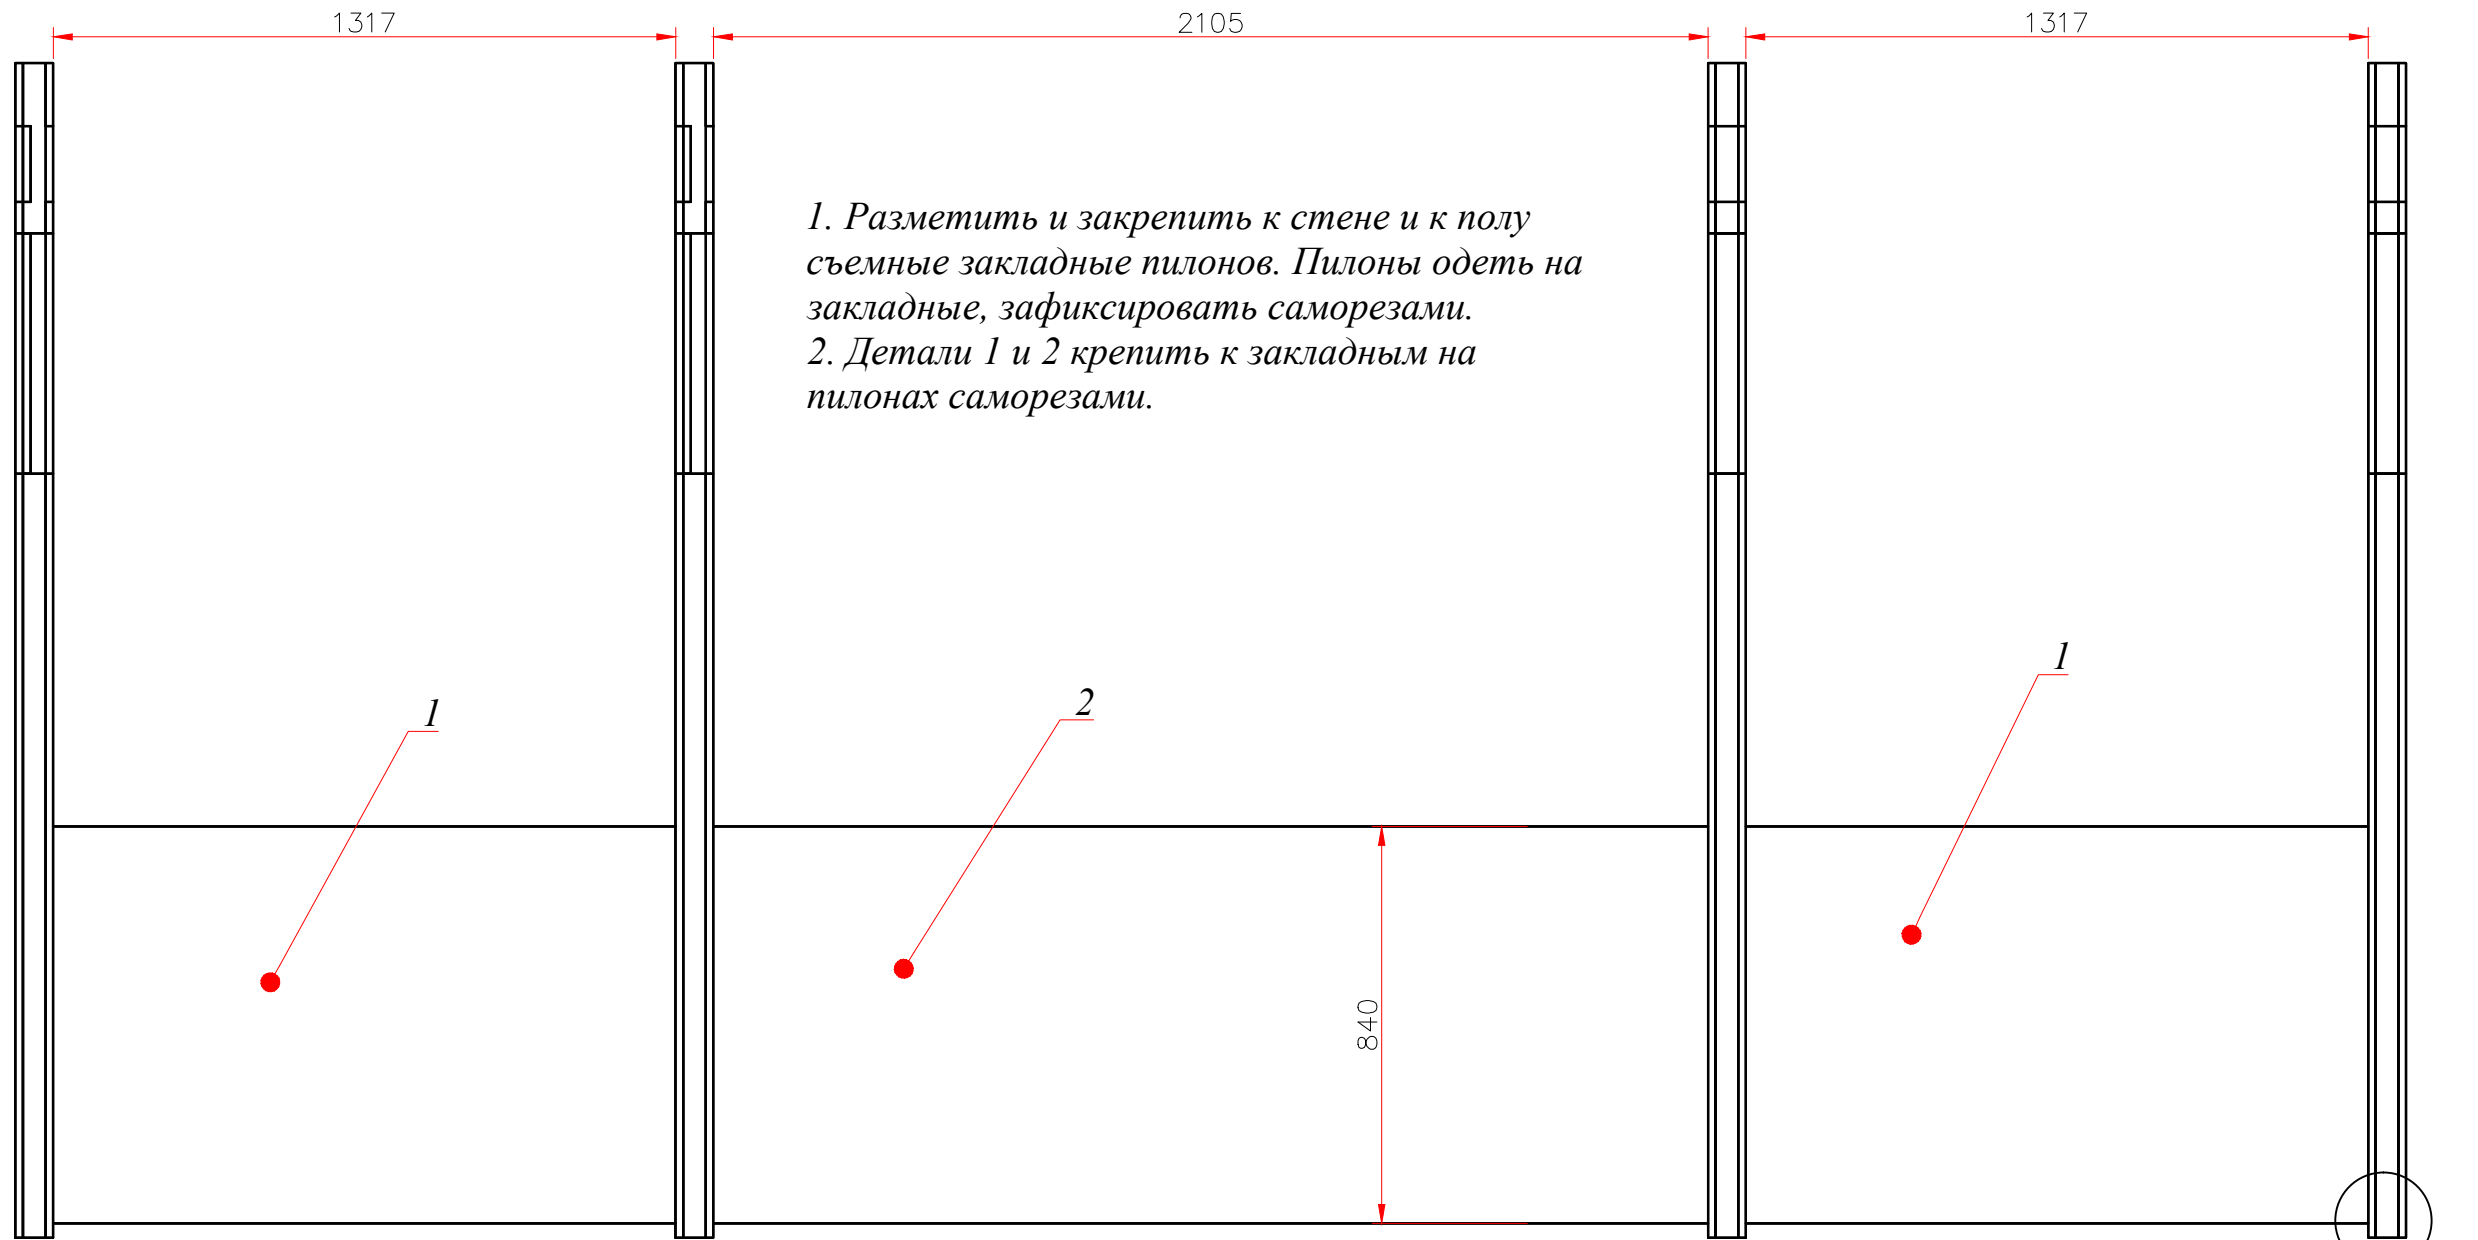 1317
2105
1317
1. Разметить и закрепить к стене и к полу
съемные закладные пилонов. Пилоны одеть на
закладные, зафиксировать саморезами.
2. Детали 1 и 2 крепить к закладным на
пилонах саморезами.
1
2
1
840